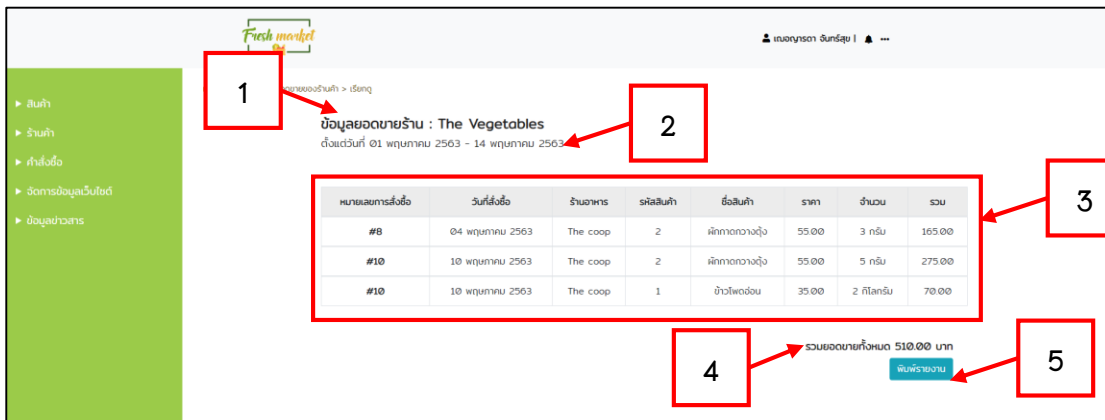 Fresh market
เฌอญารดา จันทร์สุข | ...
1
ของร้านค้า > เรียกดู
▶ สินค้า
▶ ร้านค้า
▶ คำสั่งซื้อ
▶ จัดการข้อมูลเว็บไซต์
▶ ข้อมูลข่าวสาร
ข้อมูลยอดขายร้าน : The Vegetables
2
ตั้งแต่วันที่ 01 พฤษภาคม 2563 - 14 พฤษภาคม 2563
3
หมายเลขการสั่งซื้อ วันที่สั่งซื้อ ร้านอาหาร รหัสสินค้า ชื่อสินค้า ราคา จำนวน รวม
#8 04 พฤษภาคม 2563 The coop 2 ผักกาดกวางตุ้ง 55.00 3 กรัม 165.00
#10 10 พฤษภาคม 2563 The coop 2 ผักกาดกวางตุ้ง 55.00 5 กรัม 275.00
#10 10 พฤษภาคม 2563 The coop 1 ข้าวโพดอ่อน 35.00 2 กิโลกรัม 70.00
รวมยอดขายทั้งหมด 510.00 บาท
4
พิมพ์รายงาน
5